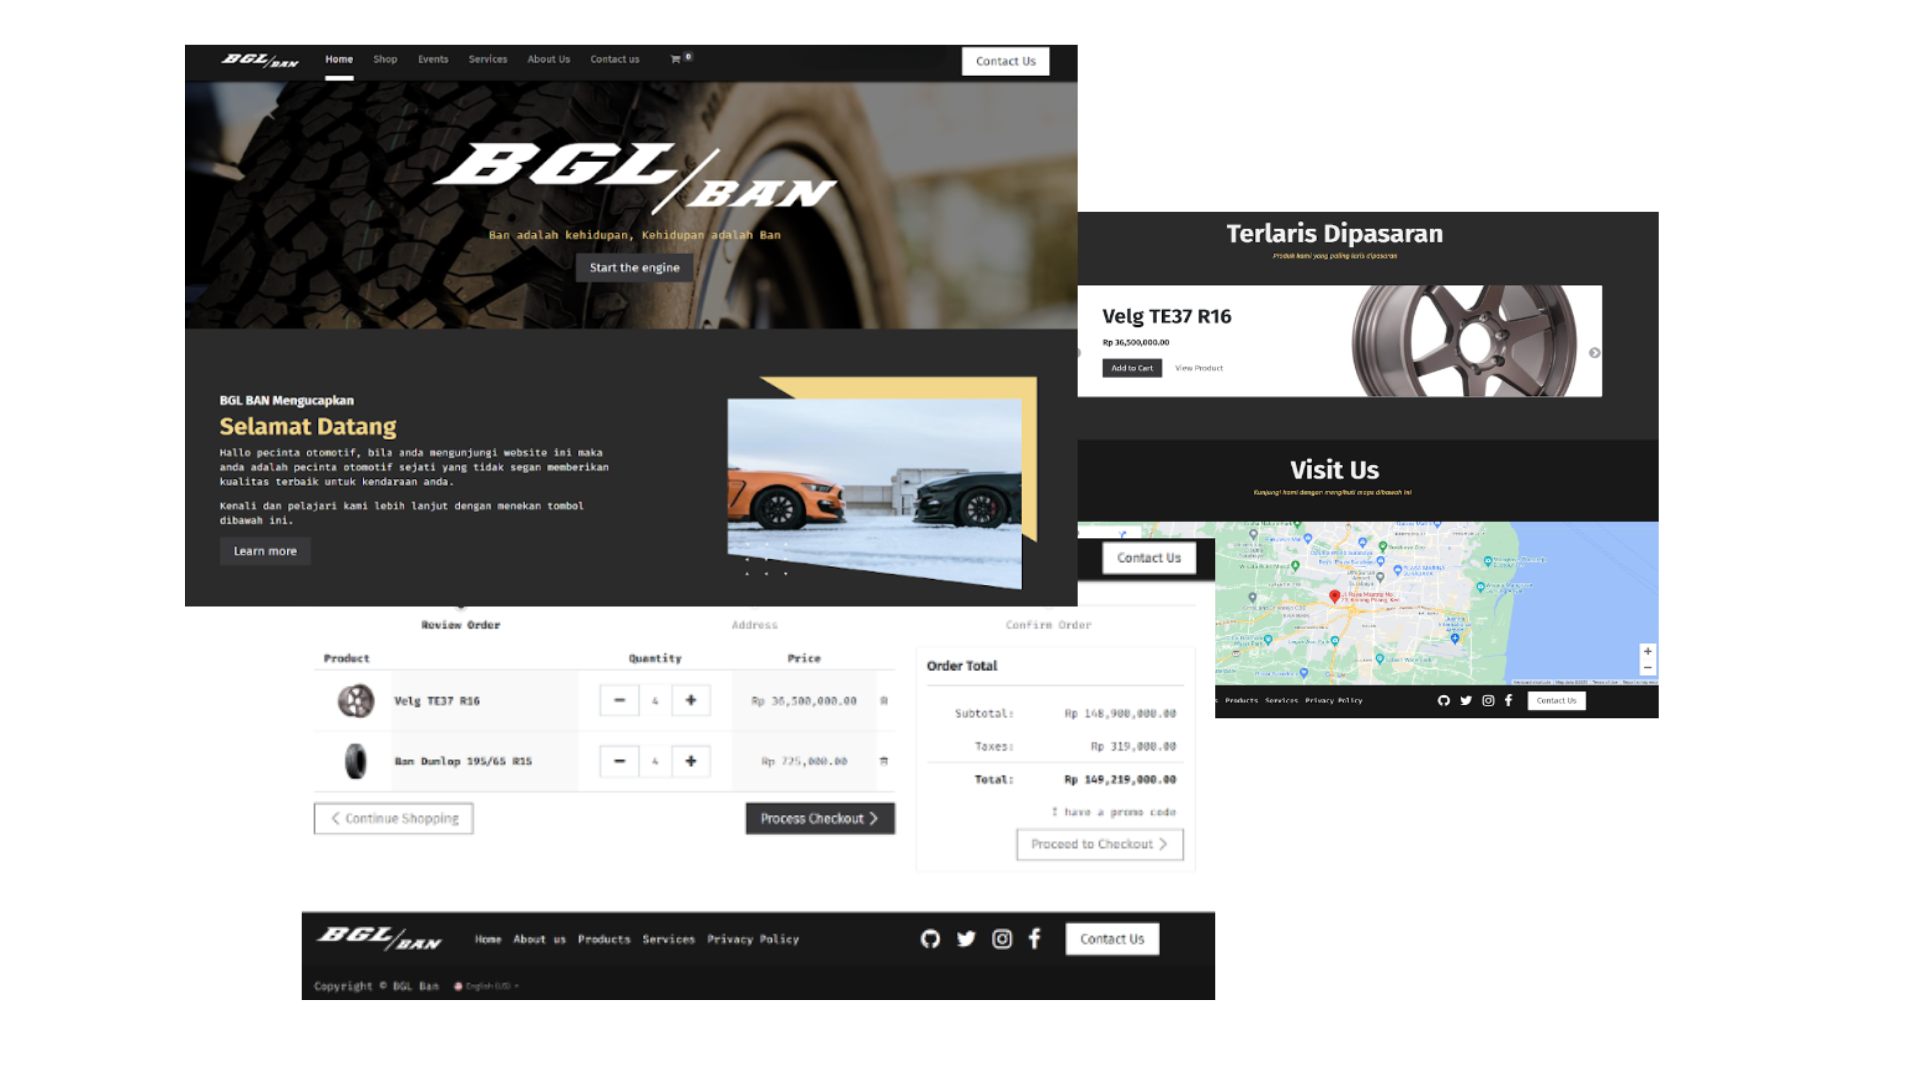 BGL/BAN
Home Shop Events Services About Us Contact us 0
Contact Us
BGL/BAN
Ban adalah kehidupan, Kehidupan adalah Ban
Start the engine
BGL BAN Mengucapkan
Selamat Datang
Hallo pecinta otomotif, bila anda mengunjungi website ini maka
anda adalah pecinta otomotif sejati yang tidak segan memberikan
kualitas terbaik untuk kendaraan anda.
Kenali dan pelajari kami lebih lanjut dengan menekan tombol
dibawah ini.
Learn more
Terlaris Dipasaran
Produk kami yang paling laris dipasaran
Velg TE37 R16
Rp 36,500,000.00
Add to Cart View Product
Visit Us
Kunjungi kami dengan mengikuti maps dibawah ini
Products Services Privacy Policy
Contact Us
Contact Us
Review Order Address Confirm Order
Product Quantity Price
Velg TE37 R16 4 Rp 36,500,000.00
Ban Dunlop 195/65 R15 4 Rp 725,000.00
Continue Shopping
Process Checkout
Order Total
Subtotal: Rp 148,900,000.00
Taxes: Rp 319,000.00
Total: Rp 149,219,000.00
I have a promo code
Proceed to Checkout
BGL/BAN
Home About us Products Services Privacy Policy
Contact Us
Copyright © BGL Ban English (US)